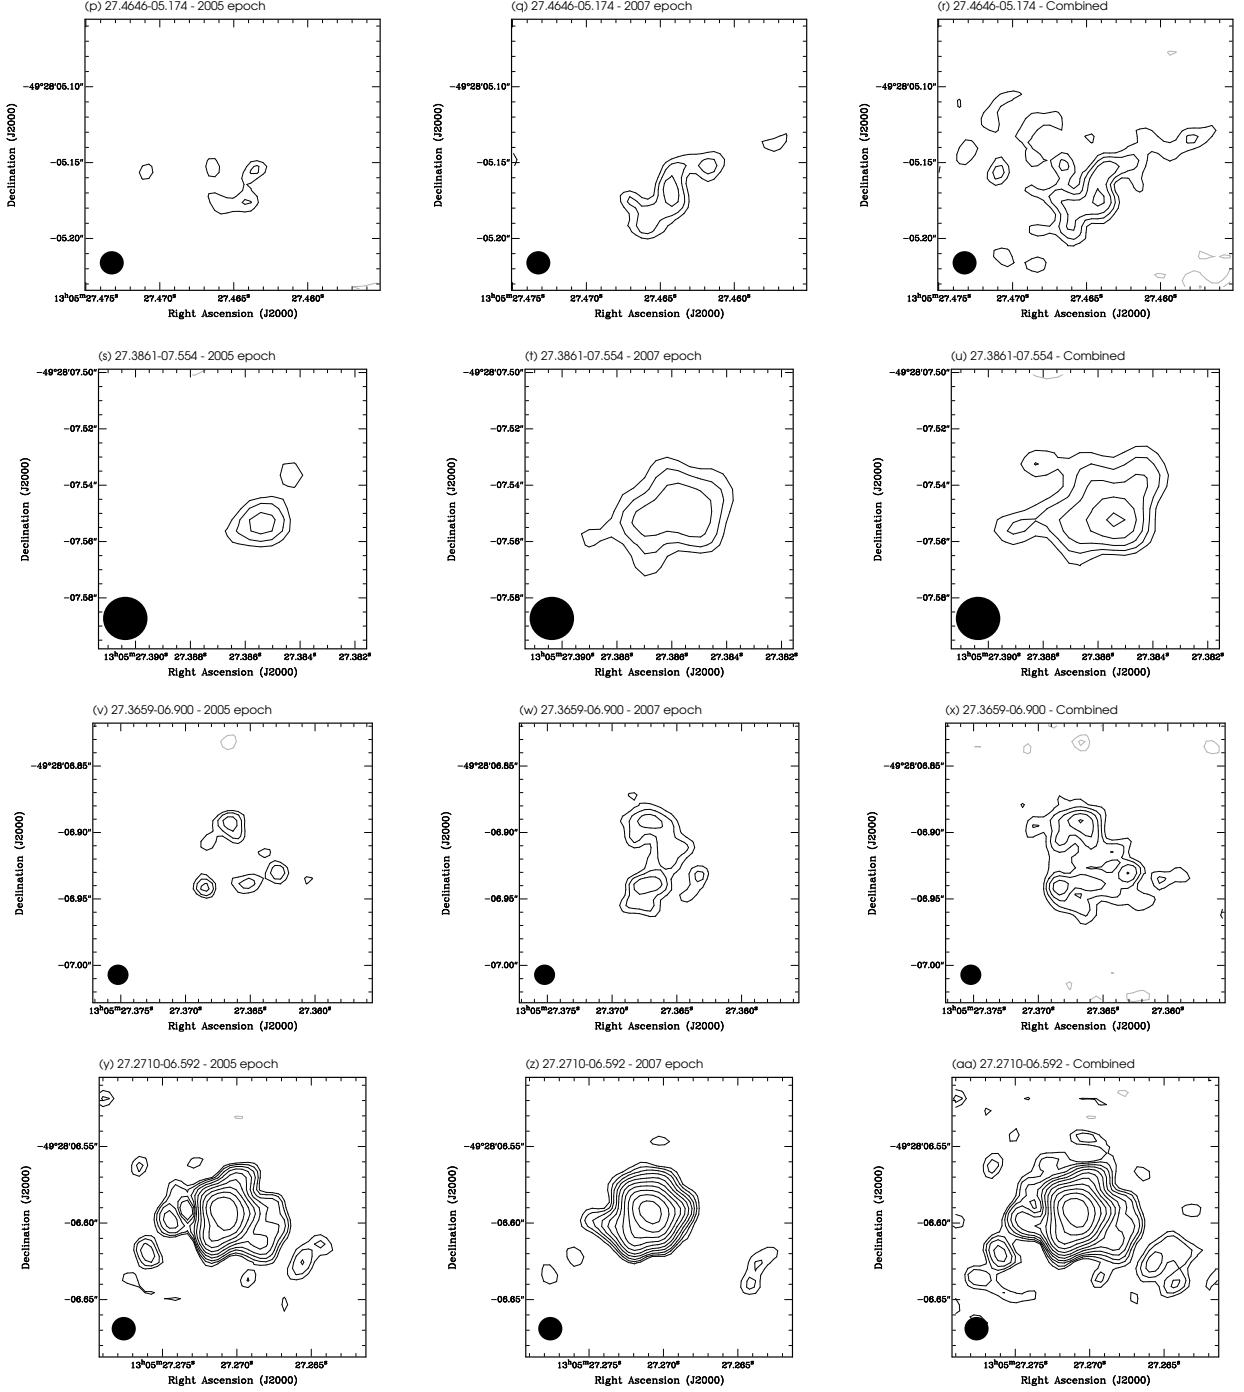 (p) 27.4646-05.174 - 2005 epoch
(q) 27.4646-05.174 - 2007 epoch
(r) 27.4646-05.174 - Combined
Declination (J2000)
-49°28'05.10"
-05.15"
-05.20"
13ʰ05ᵐ27.475ˢ 27.470ˢ 27.465ˢ 27.460ˢ
Right Ascension (J2000)
Declination (J2000)
-49°28'05.10"
-05.15"
-05.20"
13ʰ05ᵐ27.475ˢ 27.470ˢ 27.465ˢ 27.460ˢ
Right Ascension (J2000)
Declination (J2000)
-49°28'05.10"
-05.15"
-05.20"
13ʰ05ᵐ27.475ˢ 27.470ˢ 27.465ˢ 27.460ˢ
Right Ascension (J2000)
(s) 27.3861-07.554 - 2005 epoch
(t) 27.3861-07.554 - 2007 epoch
(u) 27.3861-07.554 - Combined
Declination (J2000)
-49°28'07.50"
-07.52"
-07.54"
-07.56"
-07.58"
13ʰ05ᵐ27.390ˢ 27.388ˢ 27.386ˢ 27.384ˢ 27.382ˢ
Right Ascension (J2000)
Declination (J2000)
-49°28'07.50"
-07.52"
-07.54"
-07.56"
-07.58"
13ʰ05ᵐ27.390ˢ 27.388ˢ 27.386ˢ 27.384ˢ 27.382ˢ
Right Ascension (J2000)
Declination (J2000)
-49°28'07.50"
-07.52"
-07.54"
-07.56"
-07.58"
13ʰ05ᵐ27.390ˢ 27.388ˢ 27.386ˢ 27.384ˢ 27.382ˢ
Right Ascension (J2000)
(v) 27.3659-06.900 - 2005 epoch
(w) 27.3659-06.900 - 2007 epoch
(x) 27.3659-06.900 - Combined
Declination (J2000)
-49°28'06.85"
-06.90"
-06.95"
-07.00"
13ʰ05ᵐ27.375ˢ 27.370ˢ 27.365ˢ 27.360ˢ
Right Ascension (J2000)
Declination (J2000)
-49°28'06.85"
-06.90"
-06.95"
-07.00"
13ʰ05ᵐ27.375ˢ 27.370ˢ 27.365ˢ 27.360ˢ
Right Ascension (J2000)
Declination (J2000)
-49°28'06.85"
-06.90"
-06.95"
-07.00"
13ʰ05ᵐ27.375ˢ 27.370ˢ 27.365ˢ 27.360ˢ
Right Ascension (J2000)
(y) 27.2710-06.592 - 2005 epoch
(z) 27.2710-06.592 - 2007 epoch
(aa) 27.2710-06.592 - Combined
Declination (J2000)
-49°28'06.55"
-06.60"
-06.65"
13ʰ05ᵐ27.275ˢ 27.270ˢ 27.265ˢ
Right Ascension (J2000)
Declination (J2000)
-49°28'06.55"
-06.60"
-06.65"
13ʰ05ᵐ27.275ˢ 27.270ˢ 27.265ˢ
Right Ascension (J2000)
Declination (J2000)
-49°28'06.55"
-06.60"
-06.65"
13ʰ05ᵐ27.275ˢ 27.270ˢ 27.265ˢ
Right Ascension (J2000)